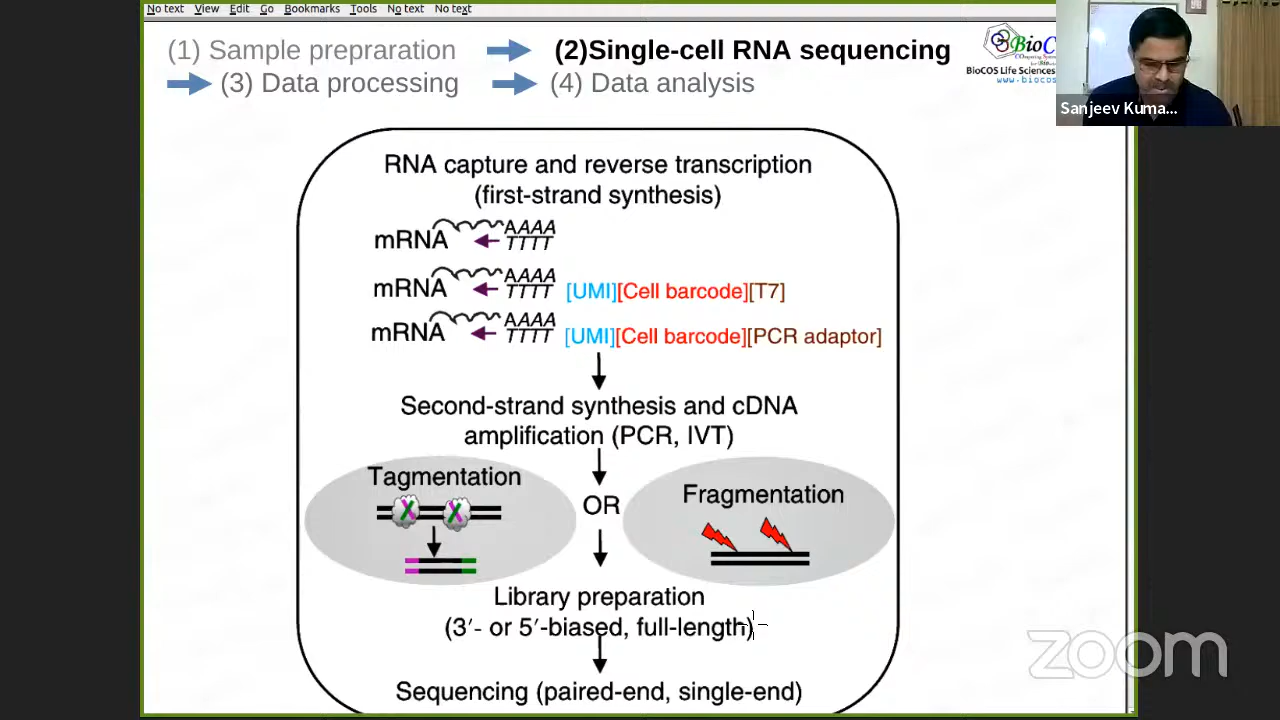 No text View Edit Go Bookmarks Tools No text No text
(1) Sample prepraration (2)Single-cell RNA sequencing
(3) Data processing (4) Data analysis
BioC
BioCOS Life Sciences
www.biocos
Sanjeev Kuma...
RNA capture and reverse transcription
(first-strand synthesis)
mRNA AAAA
TTTT
mRNA AAAA
TTTT [UMI][Cell barcode][T7]
mRNA AAAA
TTTT [UMI][Cell barcode][PCR adaptor]
Second-strand synthesis and cDNA
amplification (PCR, IVT)
Tagmentation
OR
Fragmentation
Library preparation
(3′- or 5′-biased, full-length)
Sequencing (paired-end, single-end)
zoom